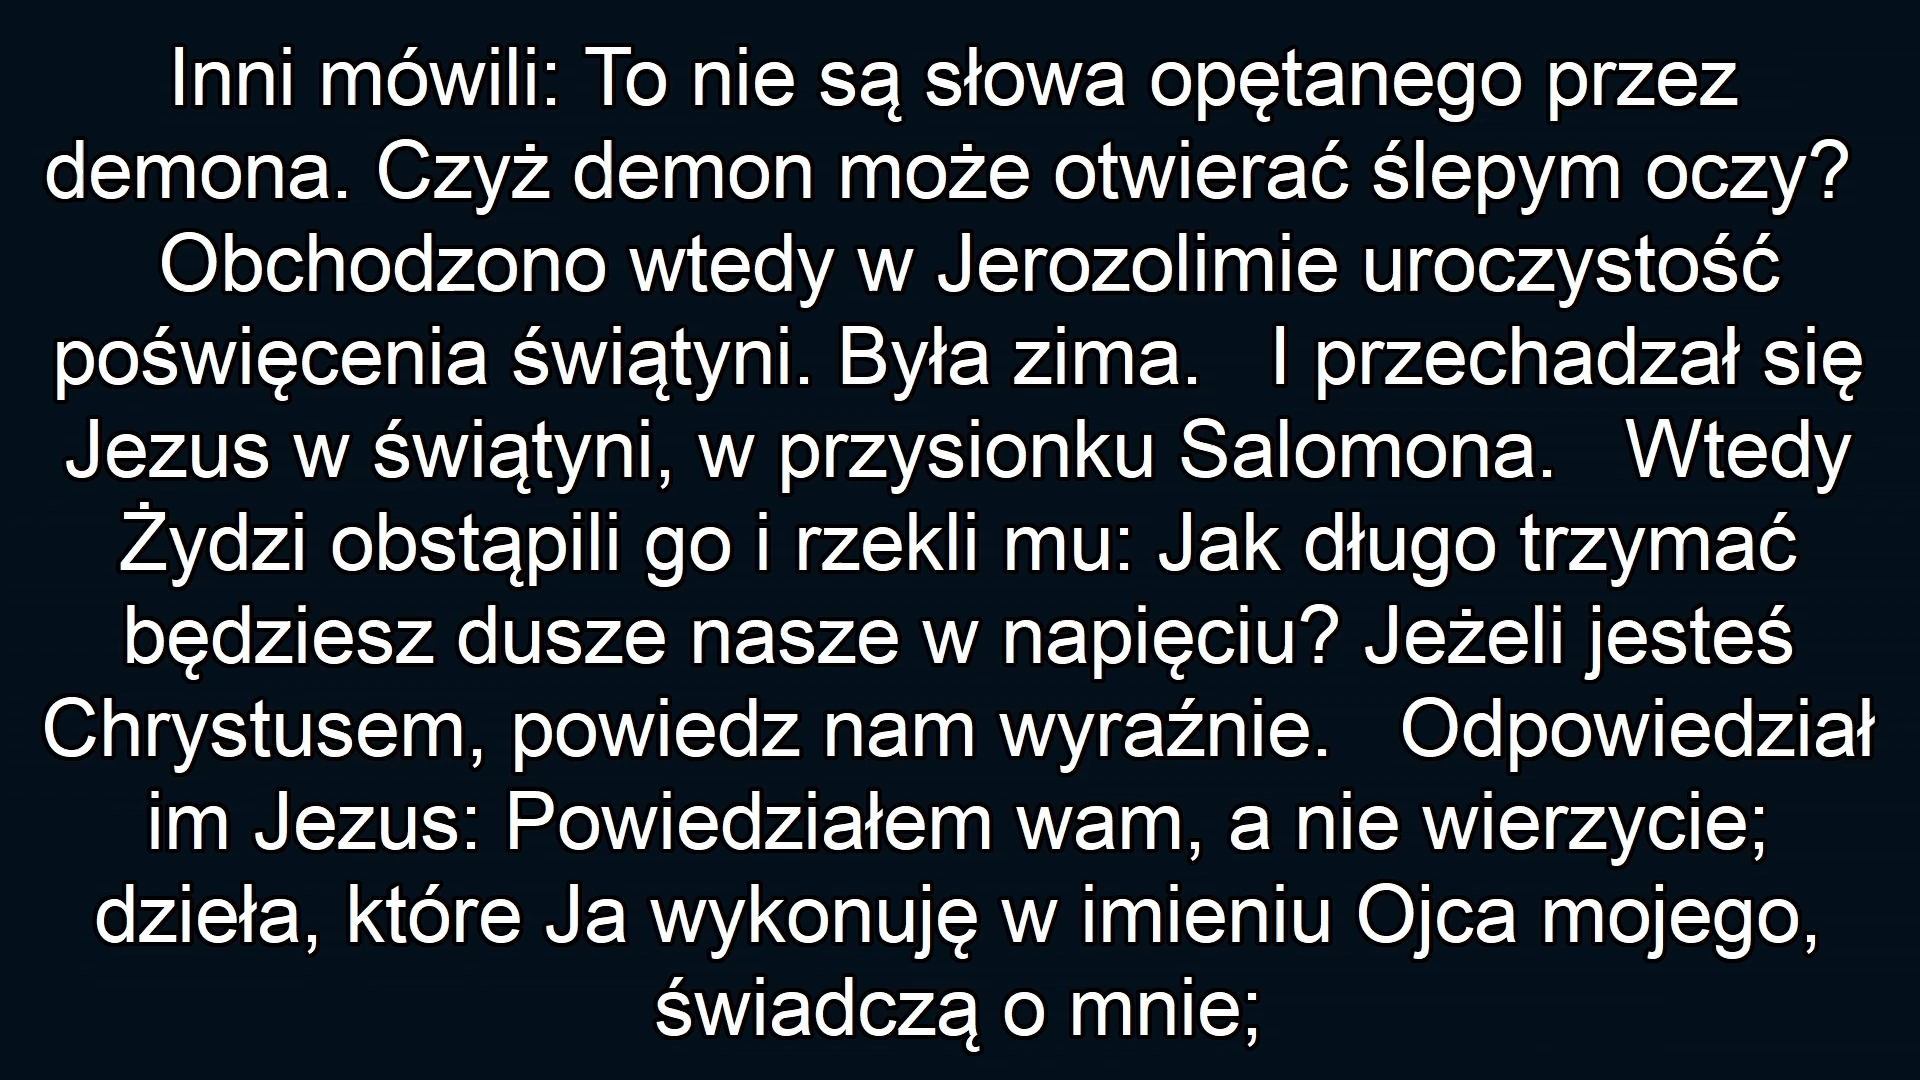 Inni mówili: To nie są słowa opętanego przez
demona. Czyż demon może otwierać ślepym oczy?
Obchodzono wtedy w Jerozolimie uroczystość
poświęcenia świątyni. Była zima.   I przechadzał się
Jezus w świątyni, w przysionku Salomona.   Wtedy
Żydzi obstąpili go i rzekli mu: Jak długo trzymać
będziesz dusze nasze w napięciu? Jeżeli jesteś
Chrystusem, powiedz nam wyraźnie.   Odpowiedział
im Jezus: Powiedziałem wam, a nie wierzycie;
dzieła, które Ja wykonuję w imieniu Ojca mojego,
świadczą o mnie;